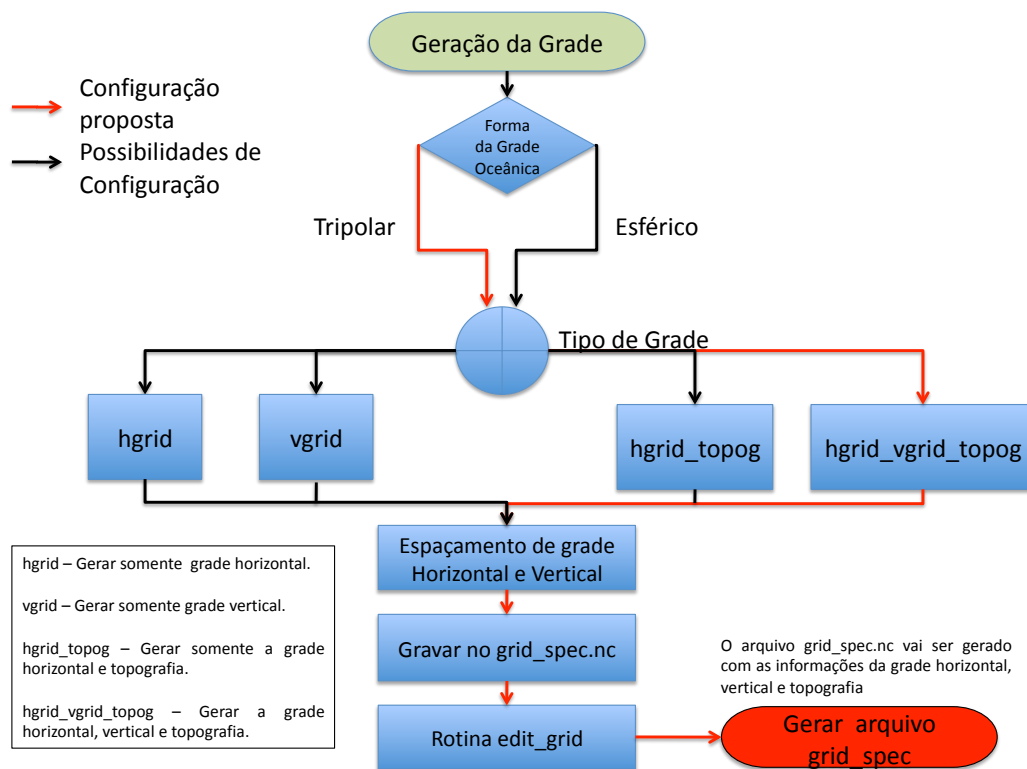 Geração da Grade
Configuração
proposta
Possibilidades de
Configuração
Forma
da Grade
Oceânica
Tripolar
Esférico
Tipo de Grade
hgrid
vgrid
hgrid_topog
hgrid_vgrid_topog
Espaçamento de grade
Horizontal e Vertical
hgrid – Gerar somente grade horizontal.
vgrid – Gerar somente grade vertical.
hgrid_topog – Gerar somente a grade
horizontal e topografia.
hgrid_vgrid_topog – Gerar a grade
horizontal, vertical e topografia.
Gravar no grid_spec.nc
Rotina edit_grid
O arquivo grid_spec.nc vai ser gerado
com as informações da grade horizontal,
vertical e topografia
Gerar arquivo
grid_spec